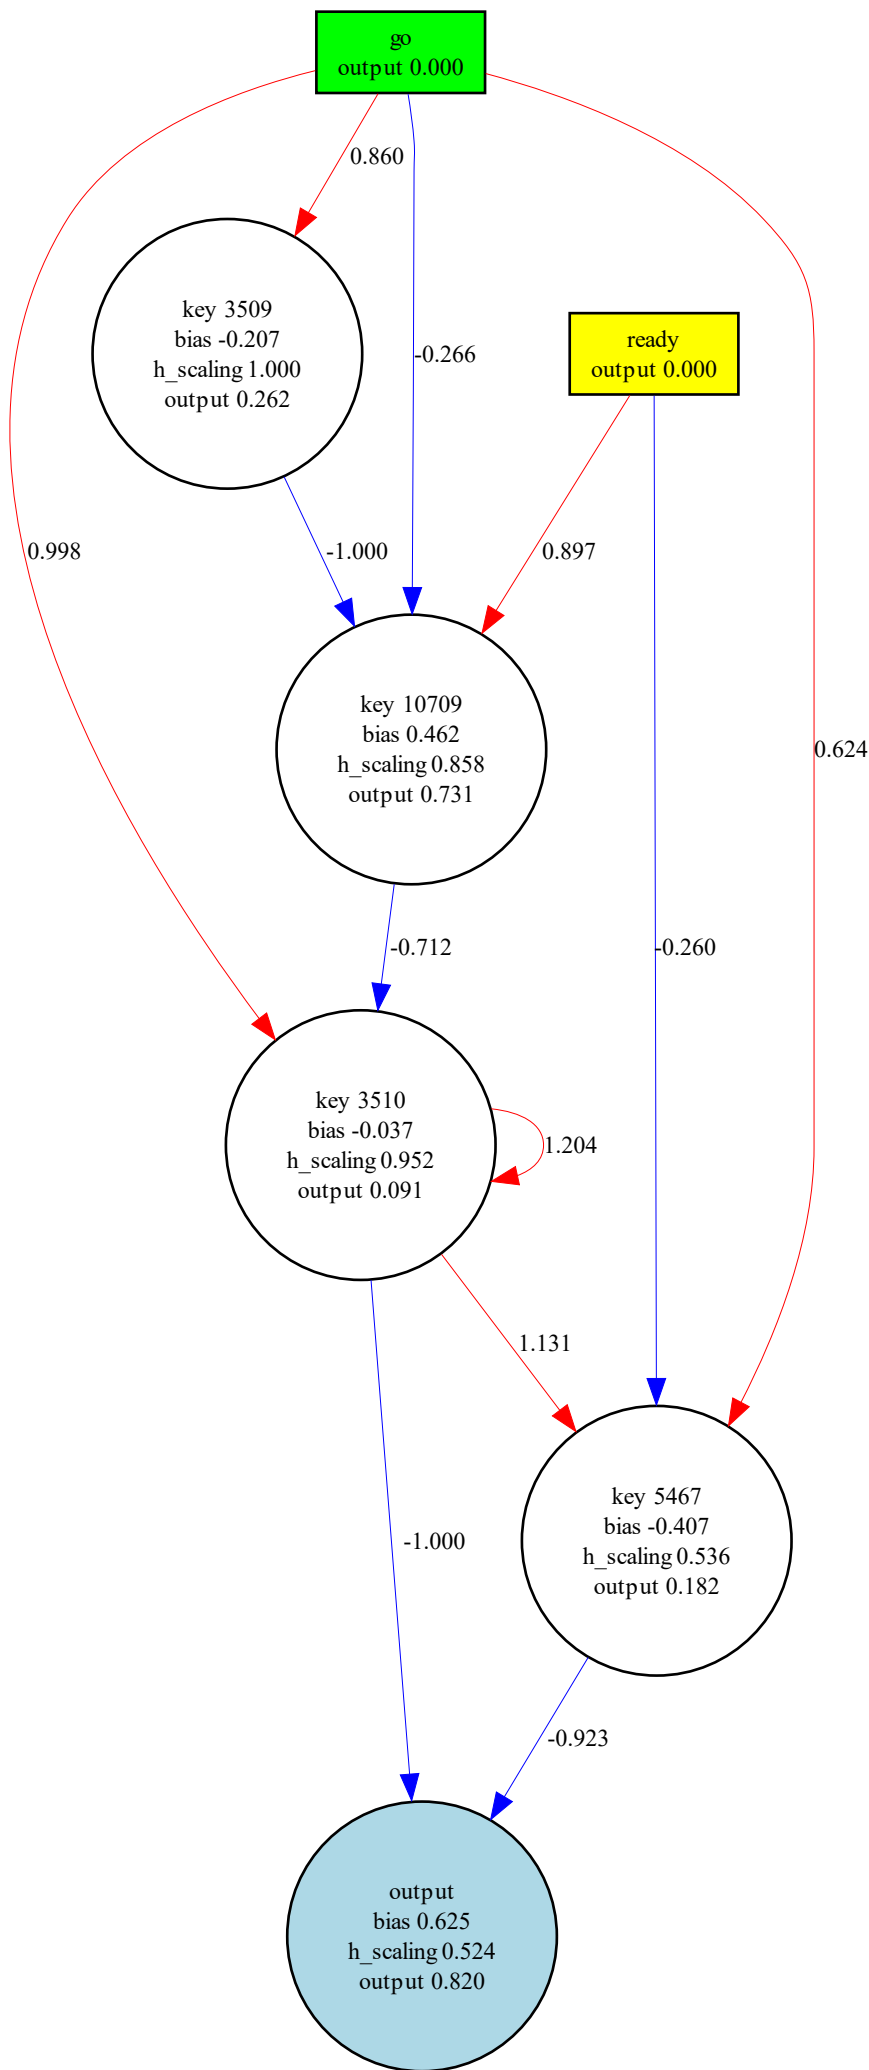 go
output 0.000
0.860
key 3509
bias -0.207
h_scaling 1.000
output 0.262
-0.266
ready
output 0.000
0.998
-1.000
0.897
key 10709
bias 0.462
h_scaling 0.858
output 0.731
0.624
-0.712
-0.260
key 3510
bias -0.037
h_scaling 0.952
output 0.091
1.204
1.131
key 5467
bias -0.407
h_scaling 0.536
output 0.182
-1.000
-0.923
output
bias 0.625
h_scaling 0.524
output 0.820